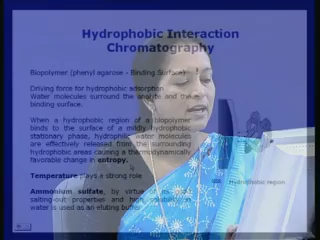 Hydrophobic Interaction
Chromatography
Biopolymer (phenyl agarose - Binding Surface)
Driving force for hydrophobic adsorption
Water molecules surround the analyte and the
binding surface.
When a hydrophobic region of a biopolymer
binds to the surface of a mildly hydrophobic
stationary phase, hydrophilic water molecules
are effectively released from the surrounding
hydrophobic areas causing a thermodynamically
favorable change in entropy.
Temperature plays a strong role
Ammonium sulfate, by virtue of its
salting-out properties and high solubility in
water is used as an eluting buffer
Hydrophobic region